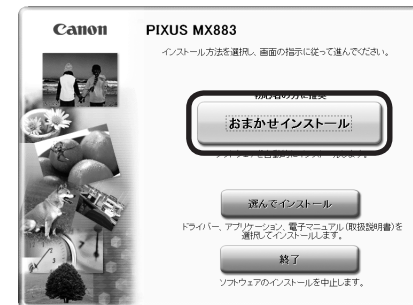 Canon
PIXUS MX883
インストール方法を選択し、画面の指示に従って進んでください。
初心者の方に推奨
おまかせインストール
選んでインストール
ドライバー、アプリケーション、電子マニュアル(取扱説明書)を
選択してインストールします。
終了
ソフトウェアのインストールを中止します。